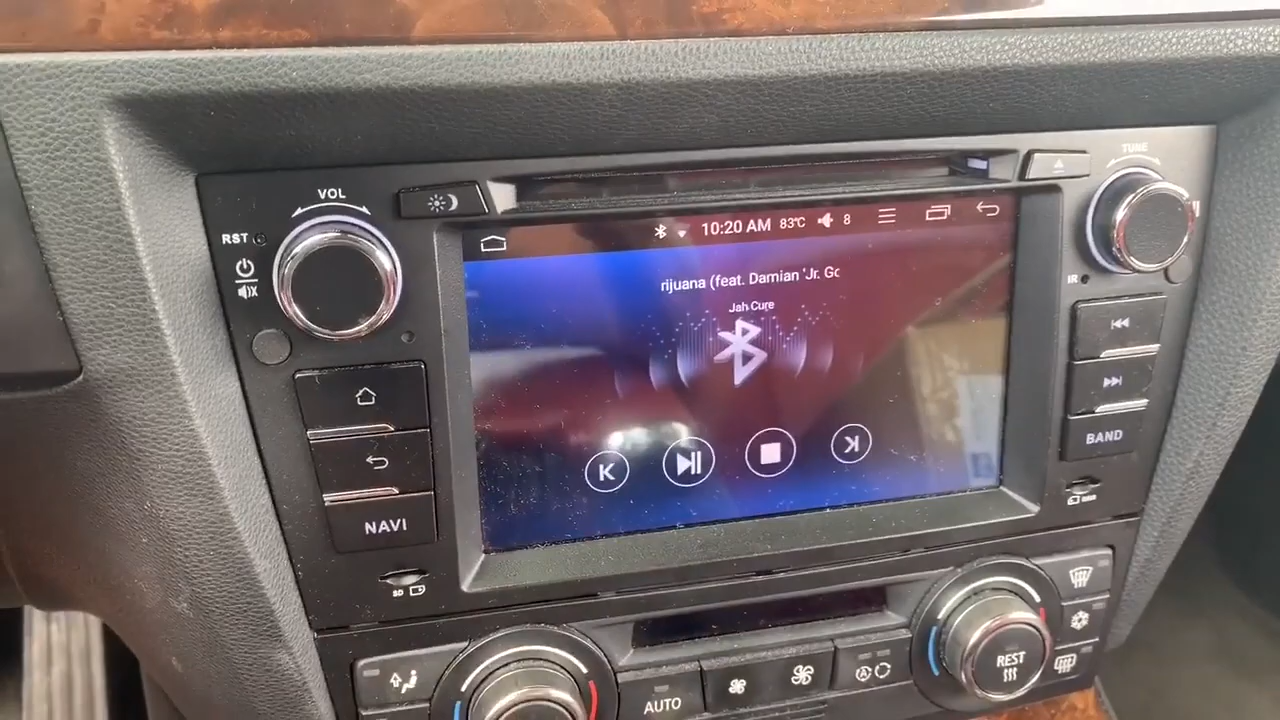 VOL
TUNE
RST
10:20 AM 83°C 8
IR
rijuana (feat. Damian 'Jr. Gc
Jah Cure
BAND
NAVI
SD
REST
AUTO